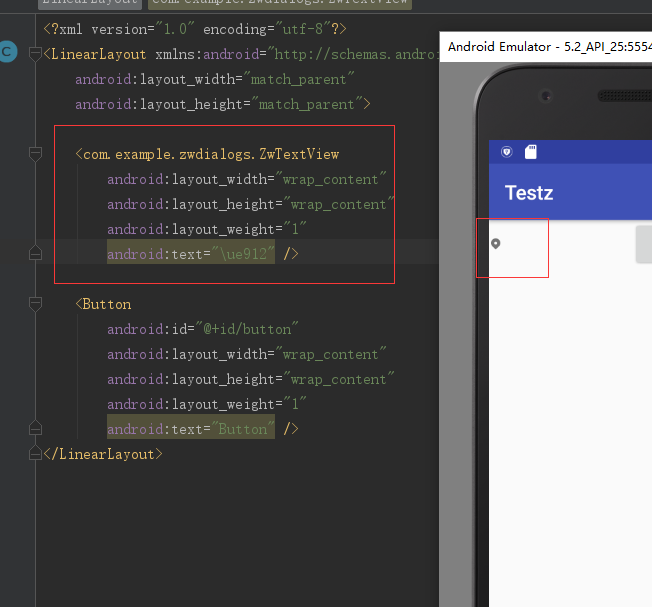 LinearLayout com.example.zwdialogs.ZwTextView
<?xml version="1.0" encoding="utf-8"?>
<LinearLayout xmlns:android="http://schemas.andro
android:layout_width="match_parent"
android:layout_height="match_parent">
<com.example.zwdialogs.ZwTextView
android:layout_width="wrap_content"
android:layout_height="wrap_content"
android:layout_weight="1"
android:text="\ue912" />
<Button
android:id="@+id/button"
android:layout_width="wrap_content"
android:layout_height="wrap_content"
android:layout_weight="1"
android:text="Button" />
</LinearLayout>
C
Android Emulator - 5.2_API_25:5554
Testz